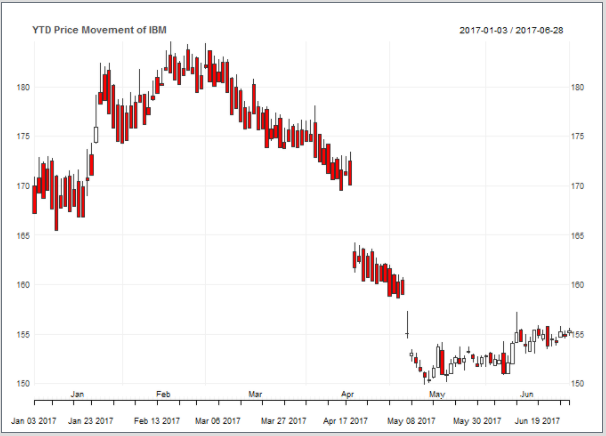 YTD Price Movement of IBM 2017-01-03 / 2017-06-28
180 180
175 175
170 170
165 165
160 160
155 155
150 150
Jan Feb Mar Apr May Jun
Jan 03 2017 Jan 23 2017 Feb 13 2017 Mar 06 2017 Mar 27 2017 Apr 17 2017 May 08 2017 May 30 2017 Jun 19 2017